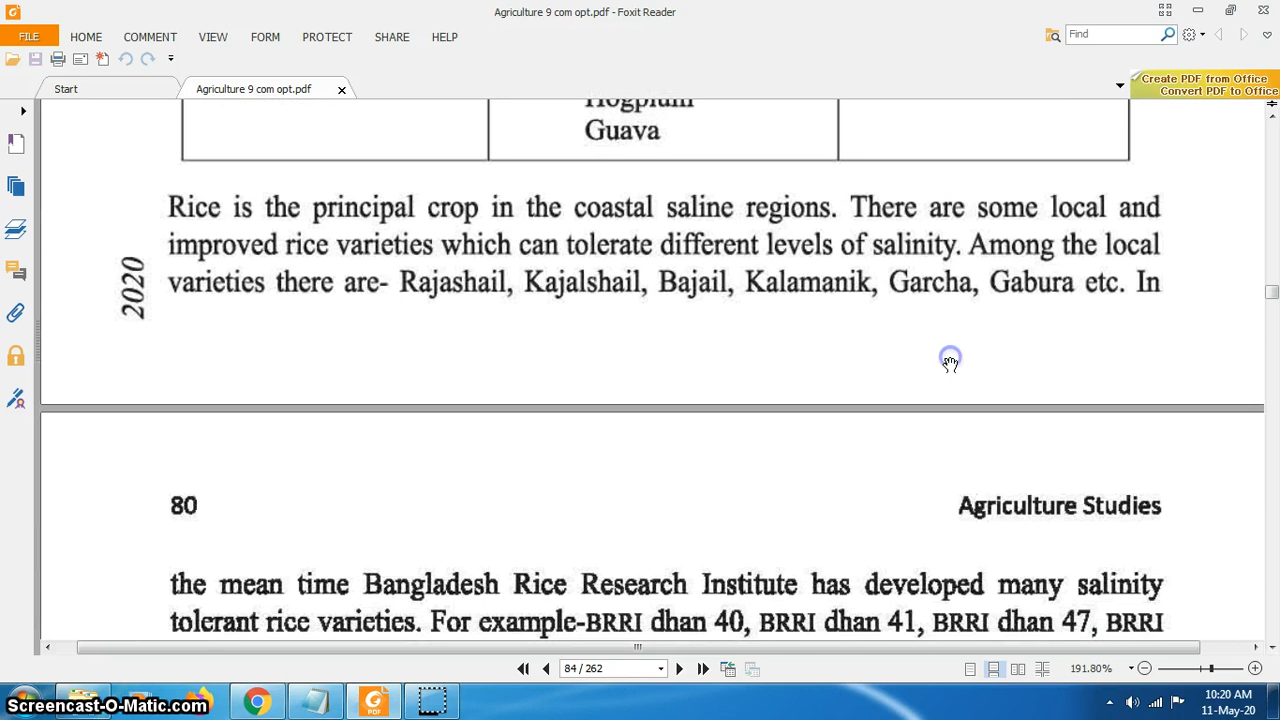 Agriculture 9 com opt.pdf - Foxit Reader
FILE HOME COMMENT VIEW FORM PROTECT SHARE HELP
Find
Start Agriculture 9 com opt.pdf
Create PDF from Office
Convert PDF to Office
Hogplum
Guava
Rice is the principal crop in the coastal saline regions. There are some local and
improved rice varieties which can tolerate different levels of salinity. Among the local
varieties there are- Rajashail, Kajalshail, Bajail, Kalamanik, Garcha, Gabura etc. In
2020
80 Agriculture Studies
the mean time Bangladesh Rice Research Institute has developed many salinity
tolerant rice varieties. For example-BRRI dhan 40, BRRI dhan 41, BRRI dhan 47, BRRI
84 / 262
191.80%
PDF
Screencast-O-Matic.com
10:20 AM
11-May-20